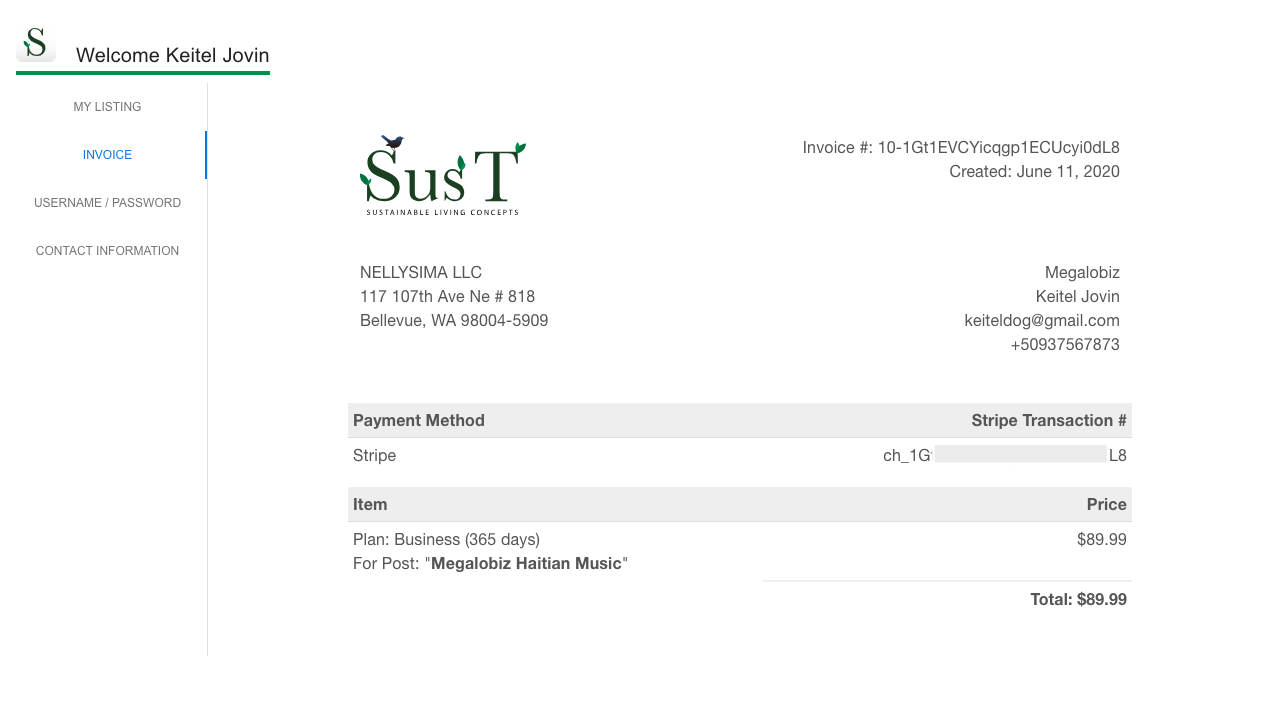 S
Welcome Keitel Jovin
MY LISTING
INVOICE
USERNAME / PASSWORD
CONTACT INFORMATION
SusT
SUSTAINABLE LIVING CONCEPTS
Invoice #: 10-1Gt1EVCYicqgp1ECUcyi0dL8
Created: June 11, 2020
NELLYSIMA LLC
117 107th Ave Ne # 818
Bellevue, WA 98004-5909
Megalobiz
Keitel Jovin
keiteldog@gmail.com
+50937567873
Payment Method Stripe Transaction #
Stripe ch_1G L8
Item Price
Plan: Business (365 days) $89.99
For Post: "Megalobiz Haitian Music"
Total: $89.99